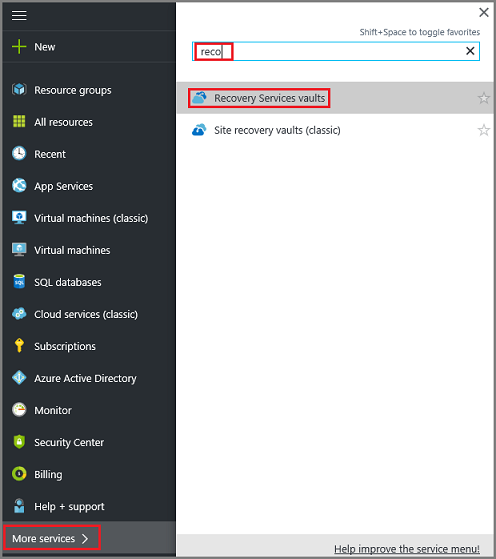 New
Resource groups
All resources
Recent
App Services
Virtual machines (classic)
Virtual machines
SQL databases
Cloud services (classic)
Subscriptions
Azure Active Directory
Monitor
Security Center
Billing
Help + support
More services
Shift+Space to toggle favorites
reco
Recovery Services vaults
Site recovery vaults (classic)
Help improve the service menu!